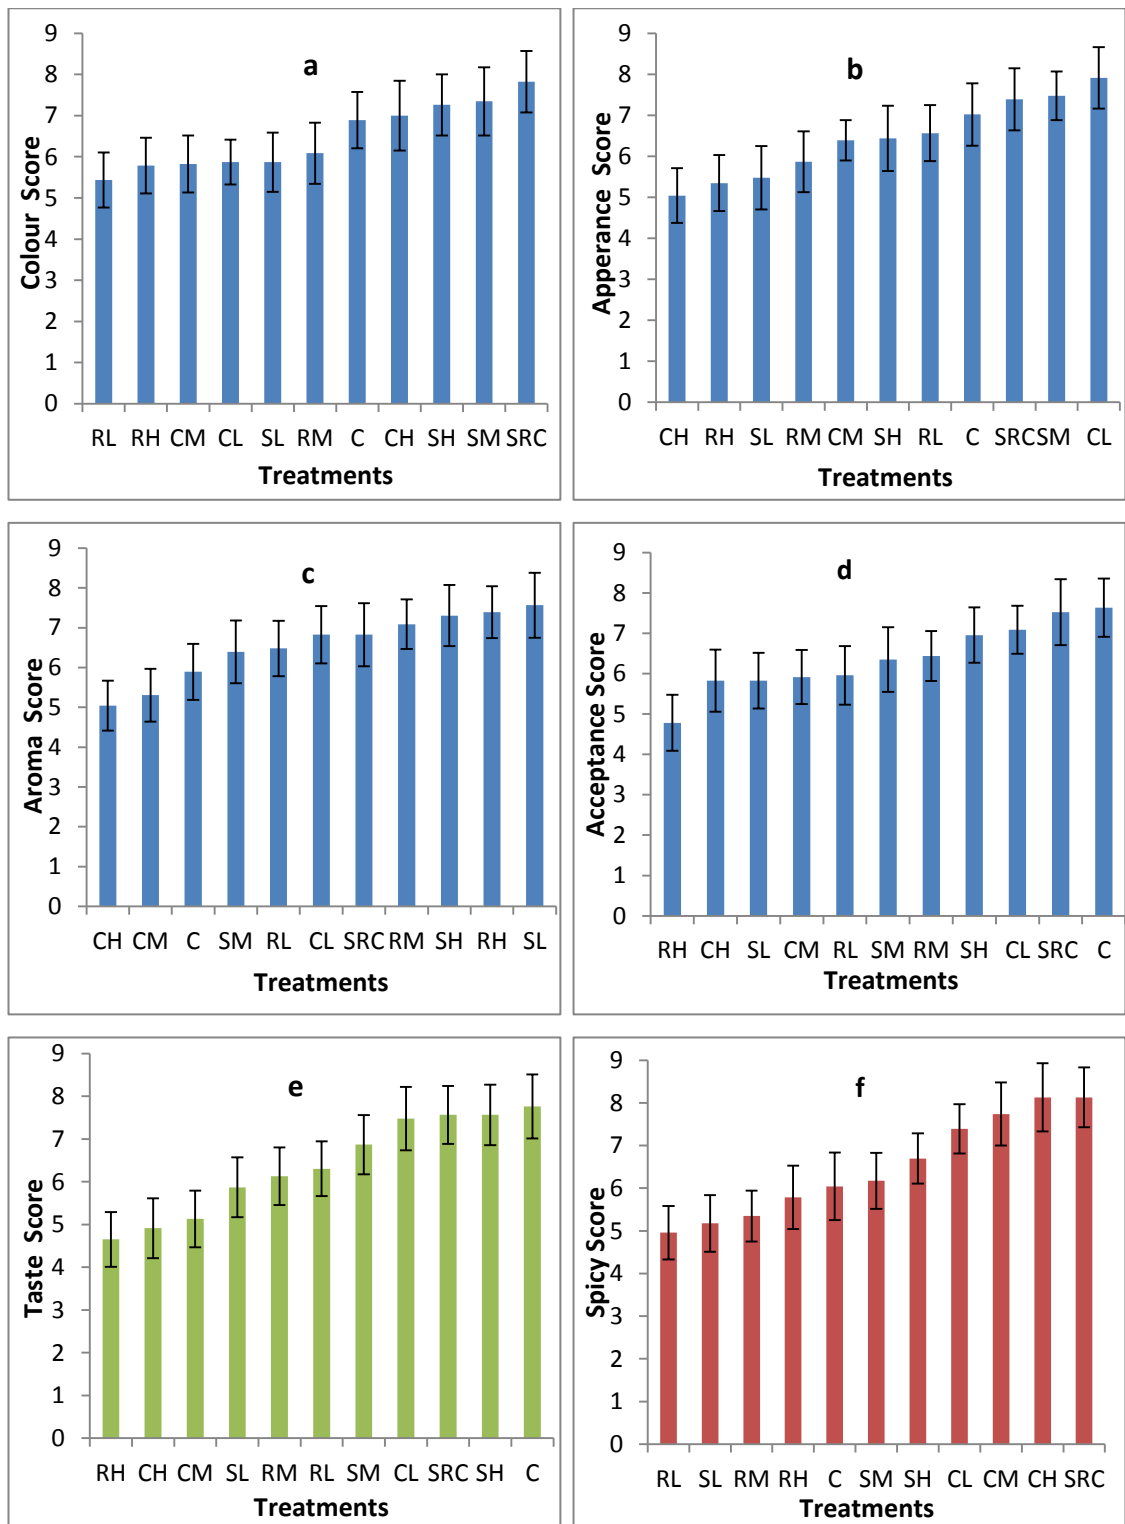 a
Colour Score
9
8
7
6
5
4
3
2
1
0
RL RH CM CL SL RM C CH SH SM SRC
Treatments
b
Apperance Score
9
8
7
6
5
4
3
2
1
0
CH RH SL RM CM SH RL C SRC SM CL
Treatments
c
Aroma Score
9
8
7
6
5
4
3
2
1
0
CH CM C SM RL CL SRC RM SH RH SL
Treatments
d
Acceptance Score
9
8
7
6
5
4
3
2
1
0
RH CH SL CM RL SM RM SH CL SRC C
Treatments
e
Taste Score
9
8
7
6
5
4
3
2
1
0
RH CH CM SL RM RL SM CL SRC SH C
Treatments
f
Spicy Score
9
8
7
6
5
4
3
2
1
0
RL SL RM RH C SM SH CL CM CH SRC
Treatments